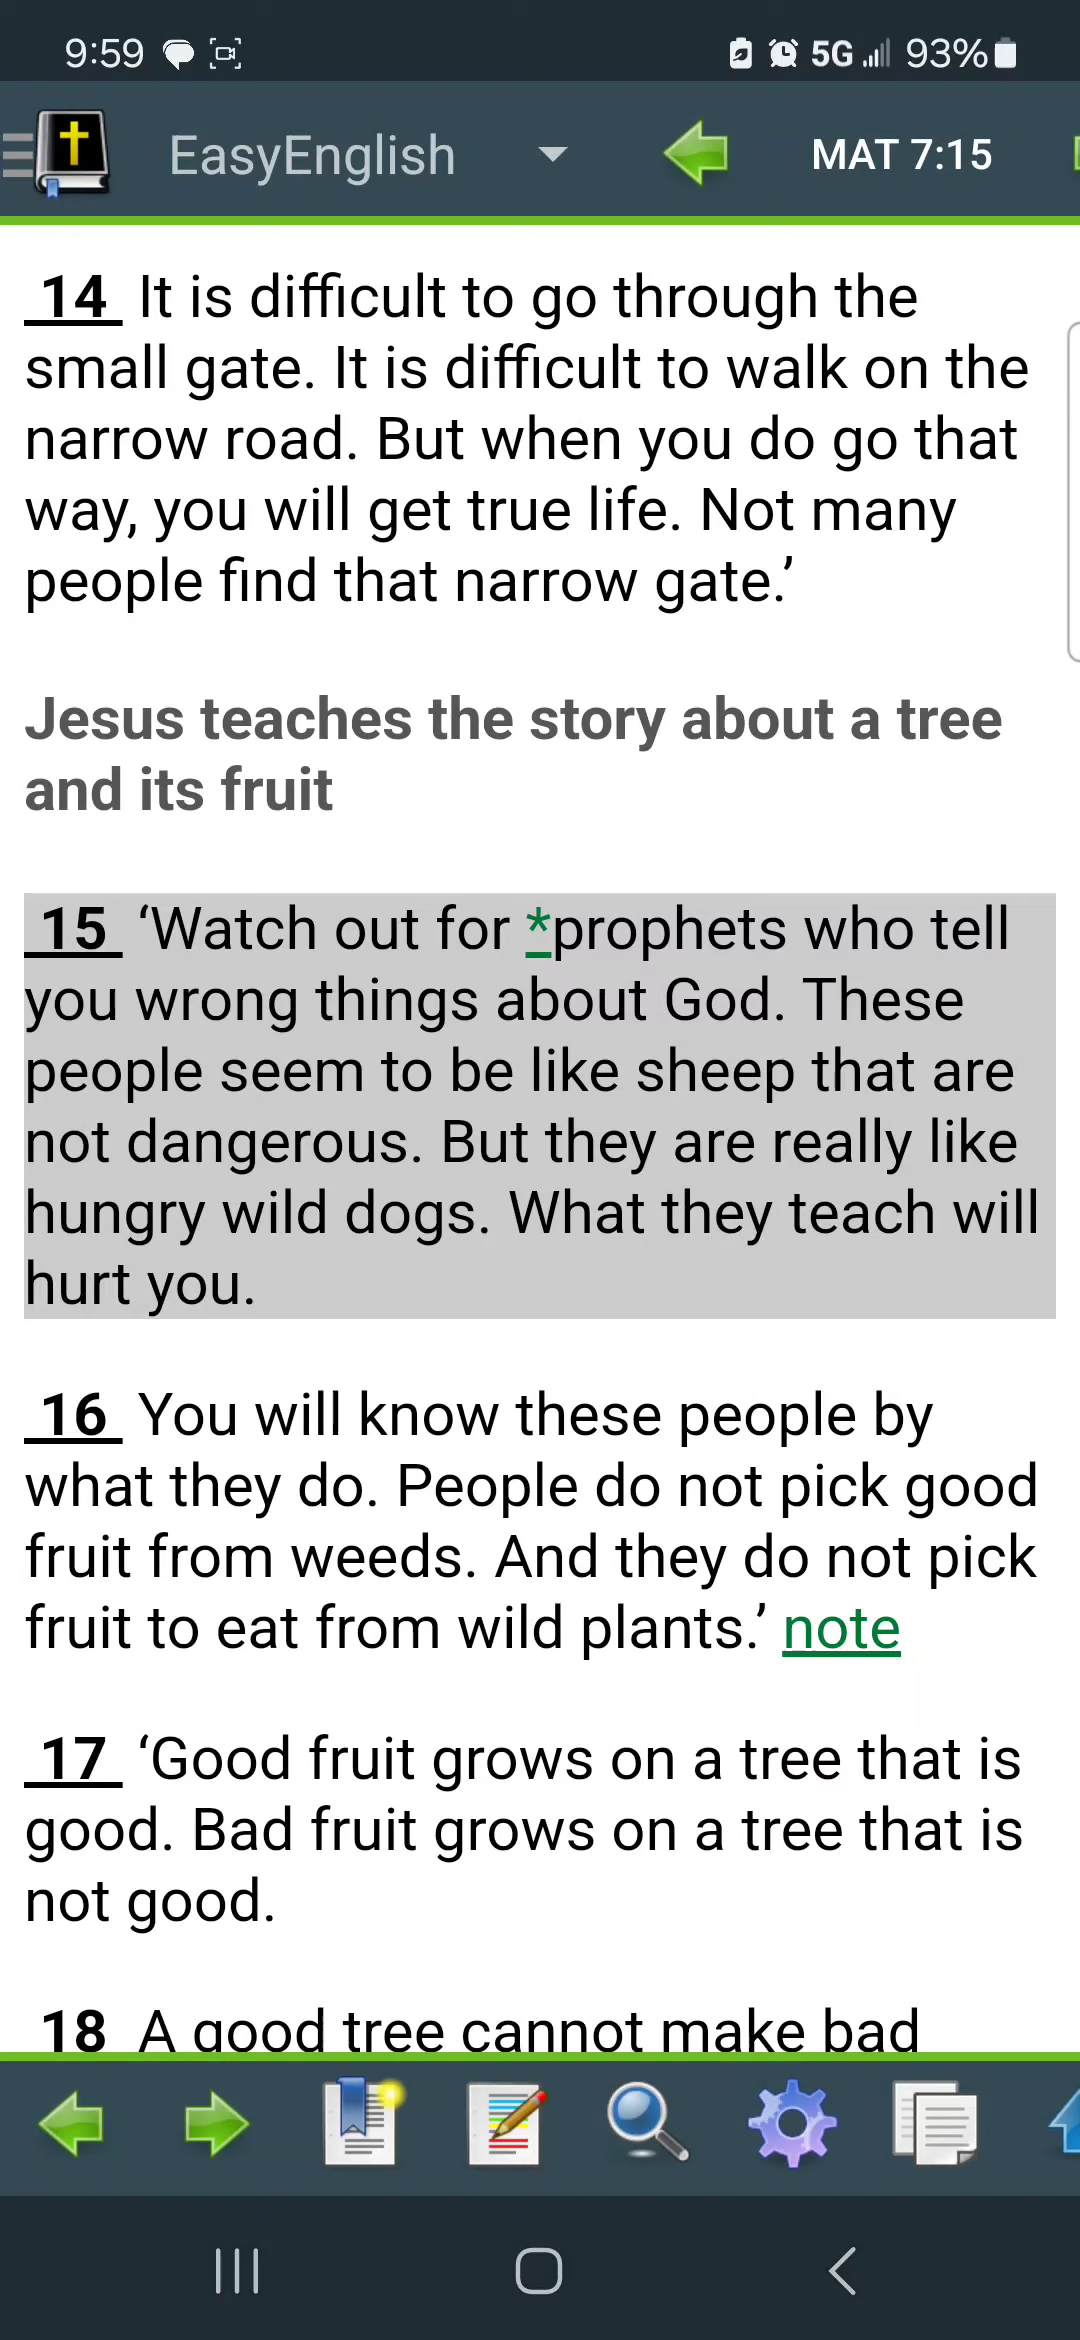 9:59 5G 93%
EasyEnglish MAT 7:15
14 It is difficult to go through the
small gate. It is difficult to walk on the
narrow road. But when you do go that
way, you will get true life. Not many
people find that narrow gate.’
Jesus teaches the story about a tree
and its fruit
15 ‘Watch out for *prophets who tell
you wrong things about God. These
people seem to be like sheep that are
not dangerous. But they are really like
hungry wild dogs. What they teach will
hurt you.
16 You will know these people by
what they do. People do not pick good
fruit from weeds. And they do not pick
fruit to eat from wild plants.’ note
17 ‘Good fruit grows on a tree that is
good. Bad fruit grows on a tree that is
not good.
18 A good tree cannot make bad